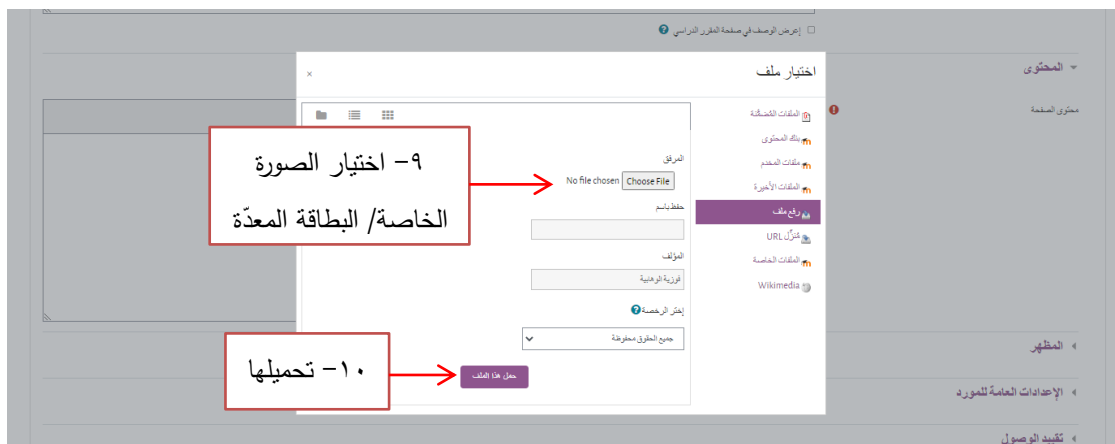 إعرض الوصف في صفحة المقرر الدراسي
المحتوى
محتوى الصفحة
اختيار ملف
×
الملفات المُضمَّنة
بنك المحتوى
ملفات المخدم
الملفات الأخيرة
رفع ملف
مُنزِّل URL
الملفات الخاصة
Wikimedia
المرفق
Choose File No file chosen
حفظ باسم
المؤلف
فوزية الوهابية
إختر الرخصة
جميع الحقوق محفوظة
حمل هذا الملف
٩- اختيار الصورة
الخاصة/ البطاقة المعدّة
١٠- تحميلها
المظهر
الإعدادات العامة للمورد
تقييد الوصول